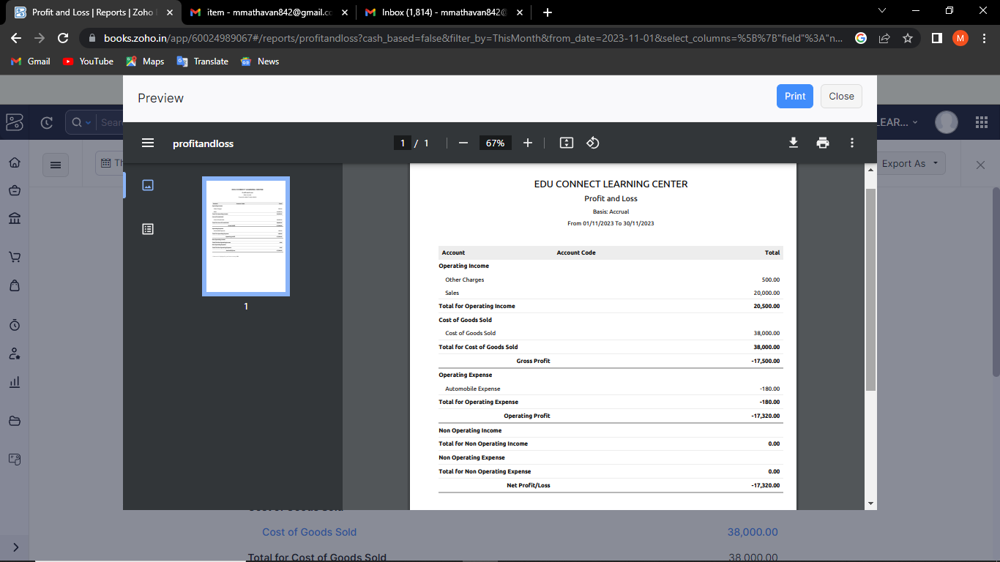 Profit and Loss | Reports | Zoho
item - mmathavan842@gmail.c
Inbox (1,814) - mmathavan842@
books.zoho.in/app/60024989067#/reports/profitandloss?cash_based=false&filter_by=ThisMonth&from_date=2023-11-01&select_columns=%5B%7B"field"%3A"n...
M
Gmail
YouTube
Maps
Translate
News
Preview
Print
Close
Sear
LEAR...
profitandloss
1 / 1
67%
Th
Export As
1
EDU CONNECT LEARNING CENTER
Profit and Loss
Basis: Accrual
From 01/11/2023 To 30/11/2023
Account Account Code Total
Operating Income
Other Charges 500.00
Sales 20,000.00
Total for Operating Income 20,500.00
Cost of Goods Sold
Cost of Goods Sold 38,000.00
Total for Cost of Goods Sold 38,000.00
Gross Profit -17,500.00
Operating Expense
Automobile Expense -180.00
Total for Operating Expense -180.00
Operating Profit -17,320.00
Non Operating Income
Total for Non Operating Income 0.00
Non Operating Expense
Total for Non Operating Expense 0.00
Net Profit/Loss -17,320.00
Cost of Goods Sold
Cost of Goods Sold 38,000.00
Total for Cost of Goods Sold 38,000.00